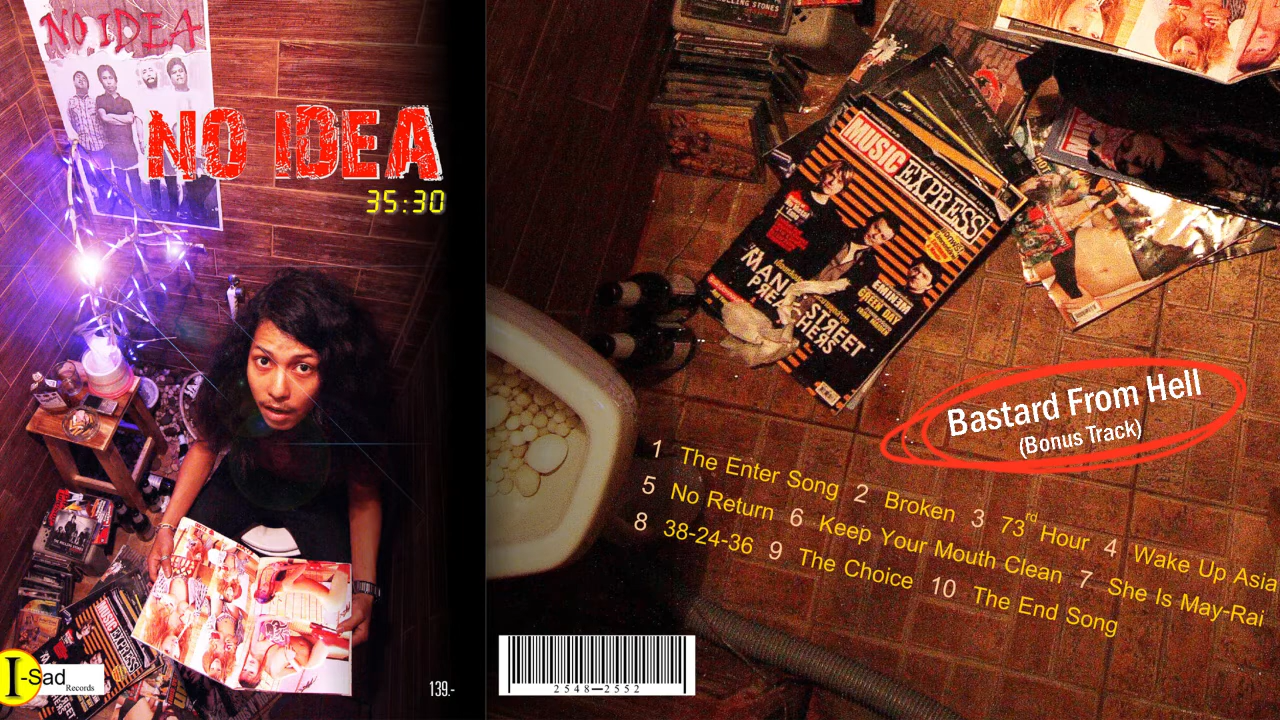 NO IDEA
NO IDEA
35:30
I-Sad
Records
MUSIC EXPRESS
STREET
139.-
MUSIC EXPRESS
EMINEM
GREEN DAY
MANIC
PREACHERS
STREET
Bastard From Hell
(Bonus Track)
1 The Enter Song 2 Broken 3 73rd Hour 4 Wake Up Asia
5 No Return 6 Keep Your Mouth Clean 7 She Is May-Rai
8 38-24-36 9 The Choice 10 The End Song
2548—2552